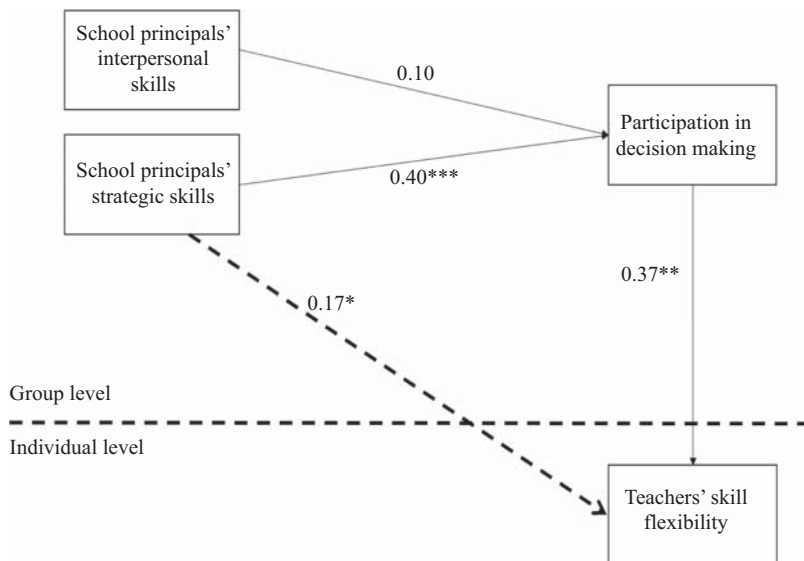 School principals’
interpersonal
skills
0.10
Participation in
decision making
School principals’
strategic skills
0.40***
0.37**
0.17*
Group level
Individual level
Teachers’ skill
flexibility